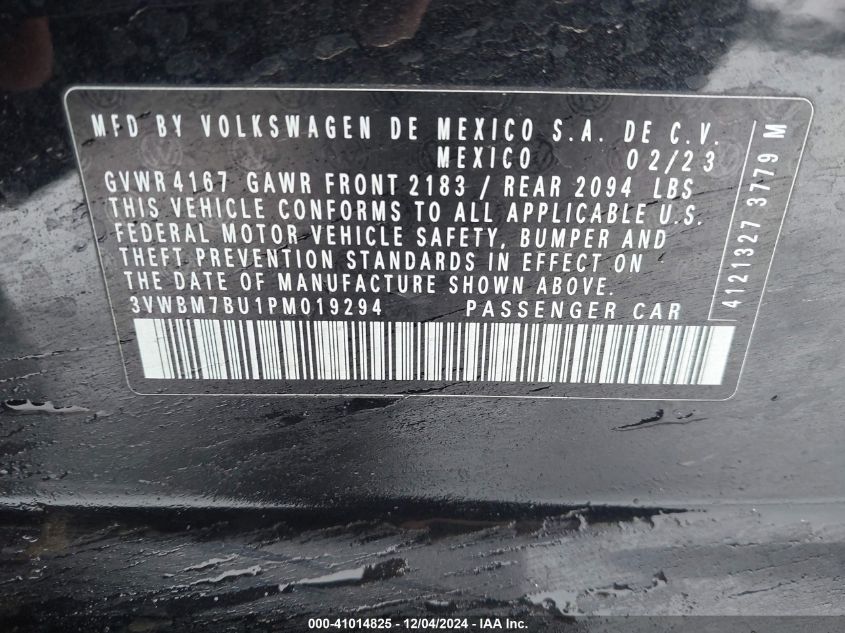 MFD BY VOLKSWAGEN DE MEXICO S.A. DE C.V.
MEXICO 02/23
GVWR 4167 GAWR FRONT 2183 / REAR 2094 LBS
THIS VEHICLE CONFORMS TO ALL APPLICABLE U.S.
FEDERAL MOTOR VEHICLE SAFETY, BUMPER AND
THEFT PREVENTION STANDARDS IN EFFECT ON
THE DATE OF MANUFACTURE SHOWN ABOVE.
3VWBM7BU1PM019294 PASSENGER CAR
4121327 3779 M
000-41014825 - 12/04/2024 - IAA Inc.